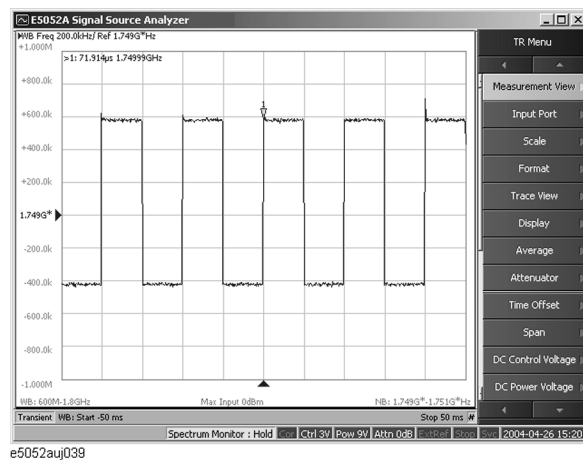 E5052A Signal Source Analyzer
WB Freq 200.0kHz/ Ref 1.749G*Hz
+1.000M
>1: 71.914µs 1.74999GHz
1
+800.0k
+600.0k
+400.0k
+200.0k
1.749G*
-200.0k
-400.0k
-600.0k
-800.0k
-1.000M
WB: 600M-1.8GHz Max Input 0dBm NB: 1.749G*-1.751G*Hz
Transient WB: Start -50 ms Stop 50 ms #
TR Menu
Measurement View
Input Port
Scale
Format
Trace View
Display
Average
Attenuator
Time Offset
Span
DC Control Voltage
DC Power Voltage
Spectrum Monitor : Hold Cor Ctrl 3V Pow 9V Attn 0dB ExtRef Stop Svc 2004-04-26 15:20
e5052auj039